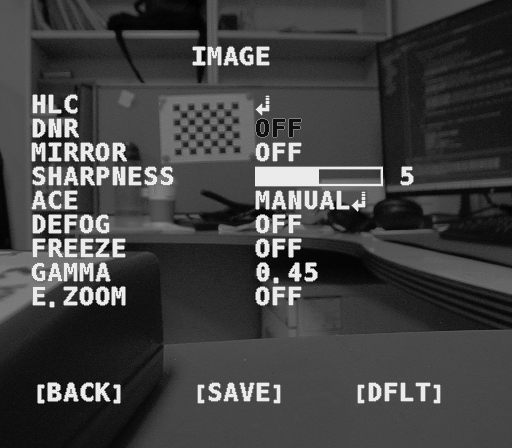 IMAGE
HLC ↲
DNR OFF
MIRROR OFF
SHARPNESS 5
ACE MANUAL↲
DEFOG OFF
FREEZE OFF
GAMMA 0.45
E.ZOOM OFF
[BACK] [SAVE] [DFLT]